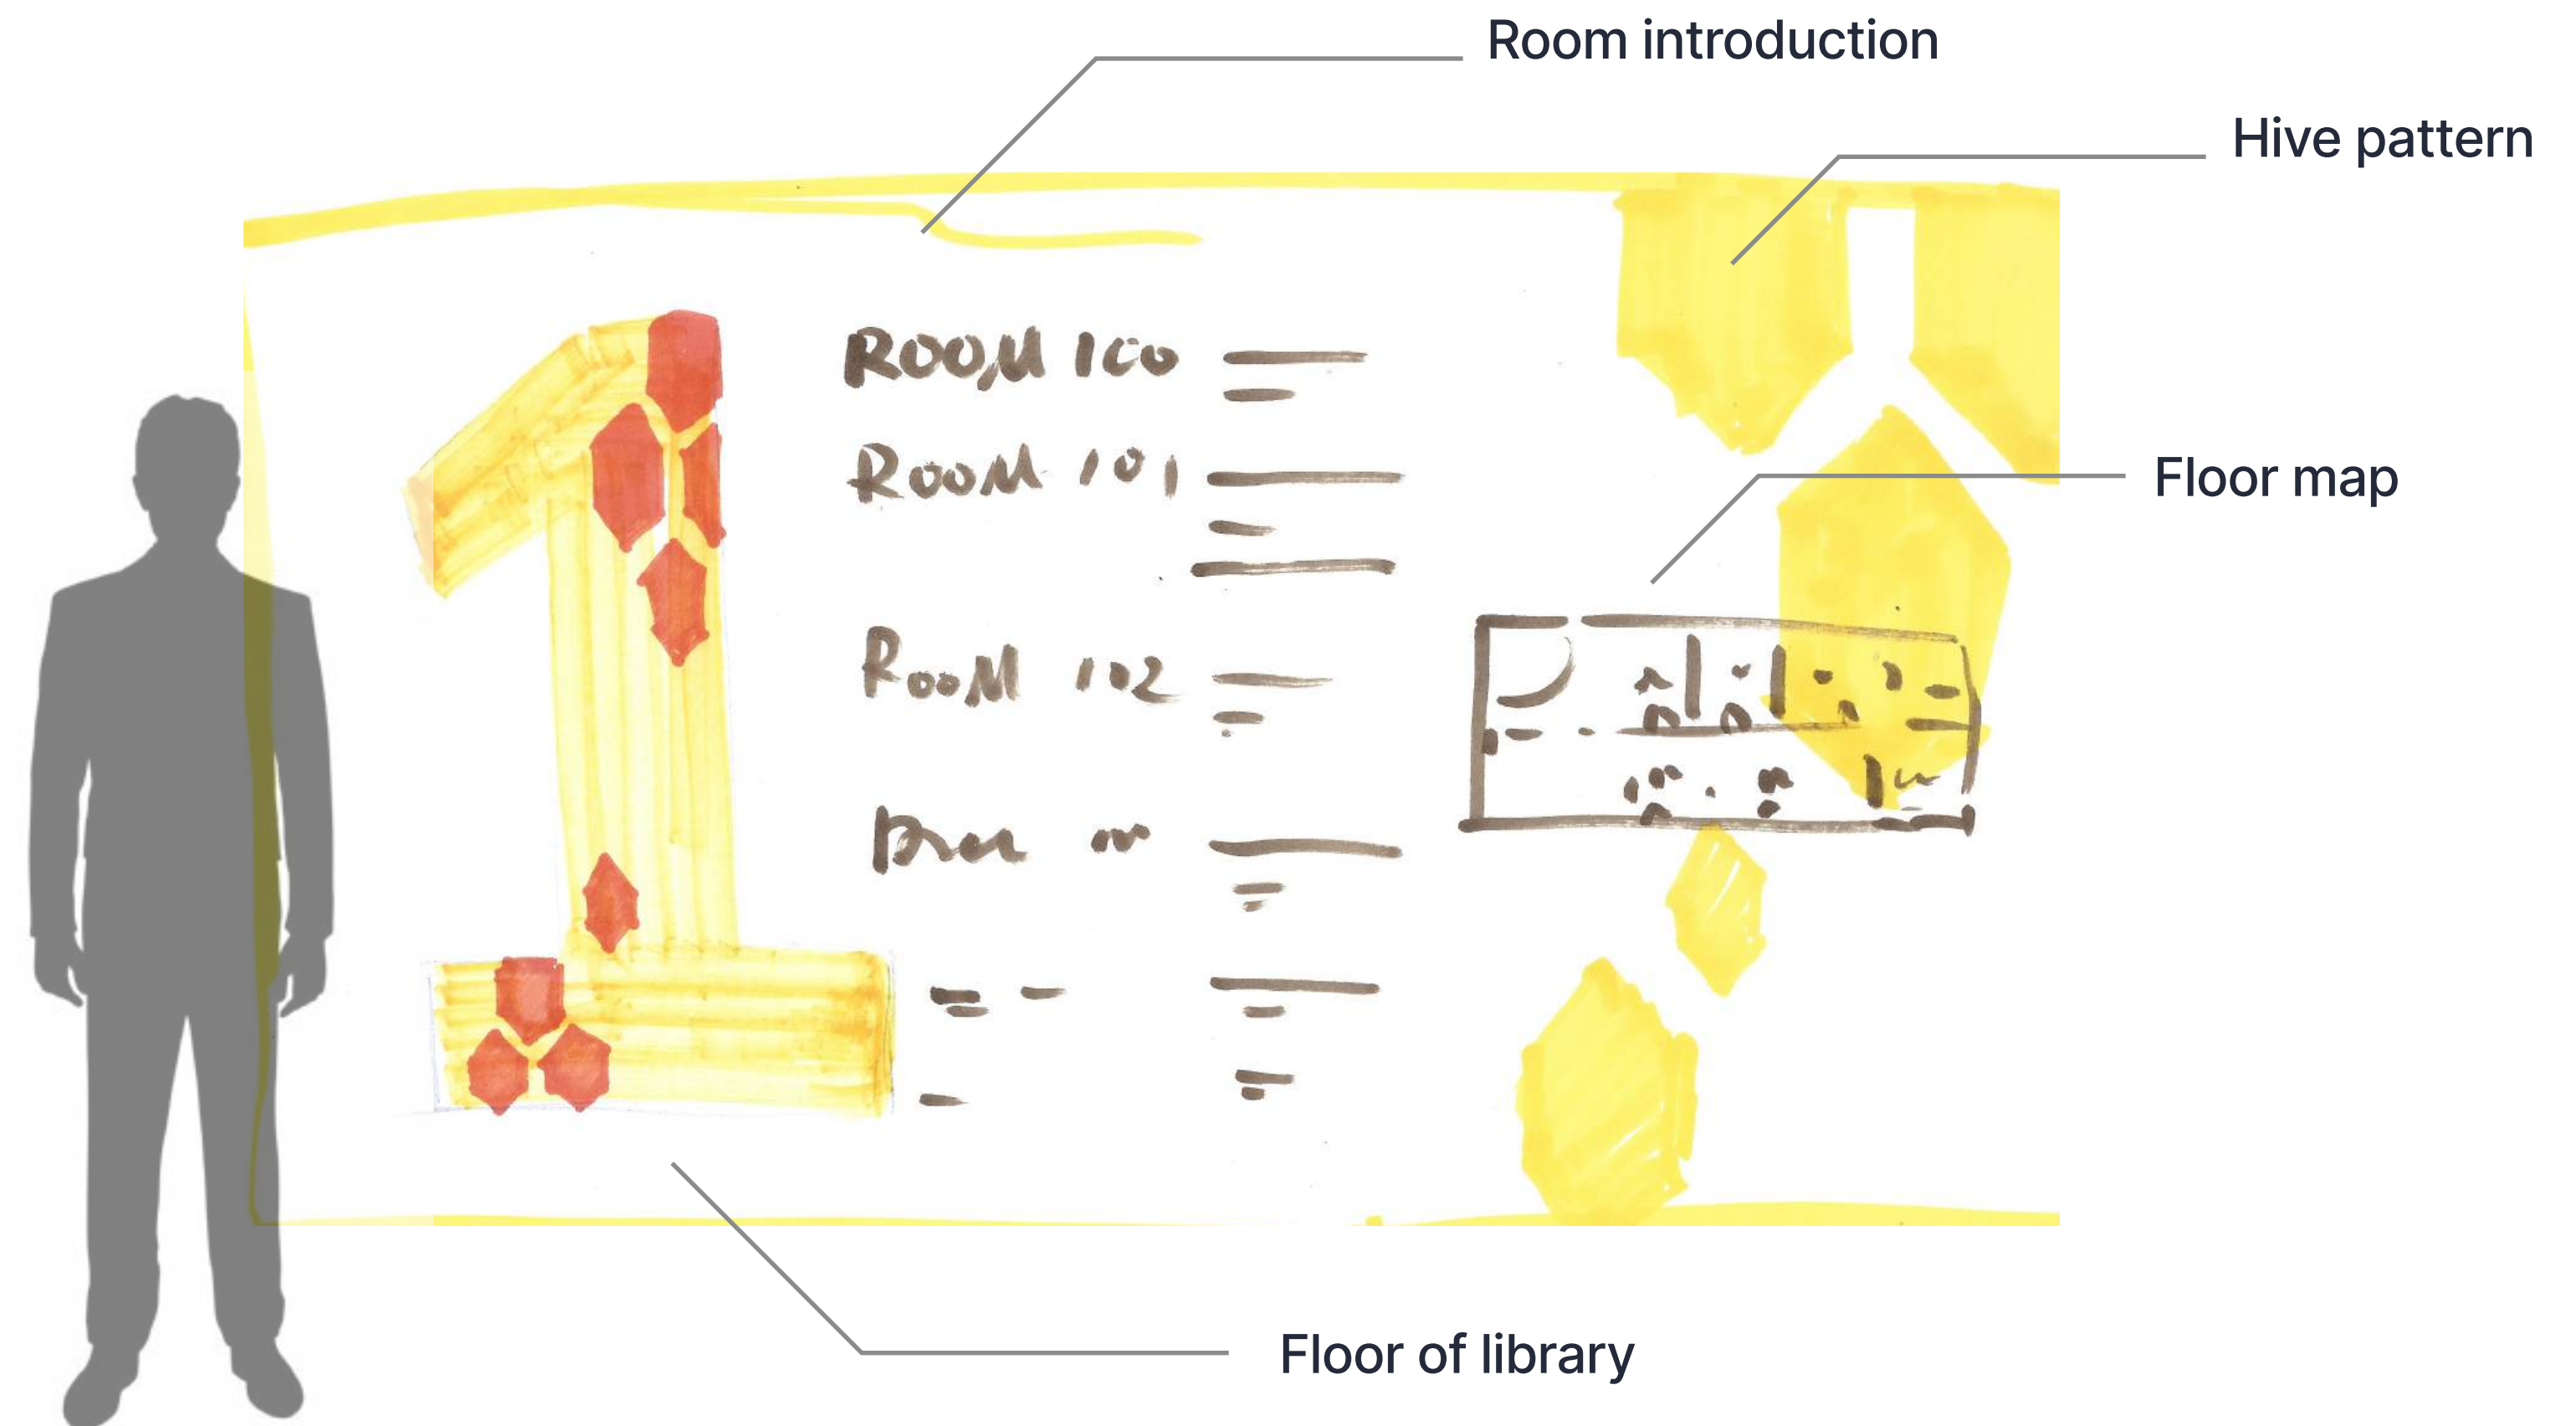 Room introduction
Hive pattern
ROOM 100
ROOM 101
Floor map
ROOM 102
Floor of library